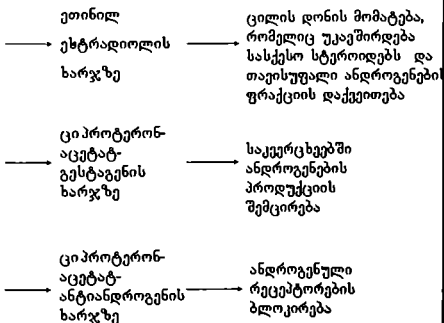 ეთინილ
ესტრადიოლის
ხარჯზე
ცილის დონის მომატება,
რომელიც უკავშირდება
სასქესო სტეროიდებს და
თავისუფალი ანდროგენების
ფრაქციის დაქვეითება
ციპროტერონ-
აცეტატ-
გესტაგენის
ხარჯზე
საკვერცხეებში
ანდროგენების
პროდუქციის
შემცირება
ციპროტერონ-
აცეტატ-
ანტიანდროგენის
ხარჯზე
ანდროგენული
რეცეპტორების
ბლოკირება